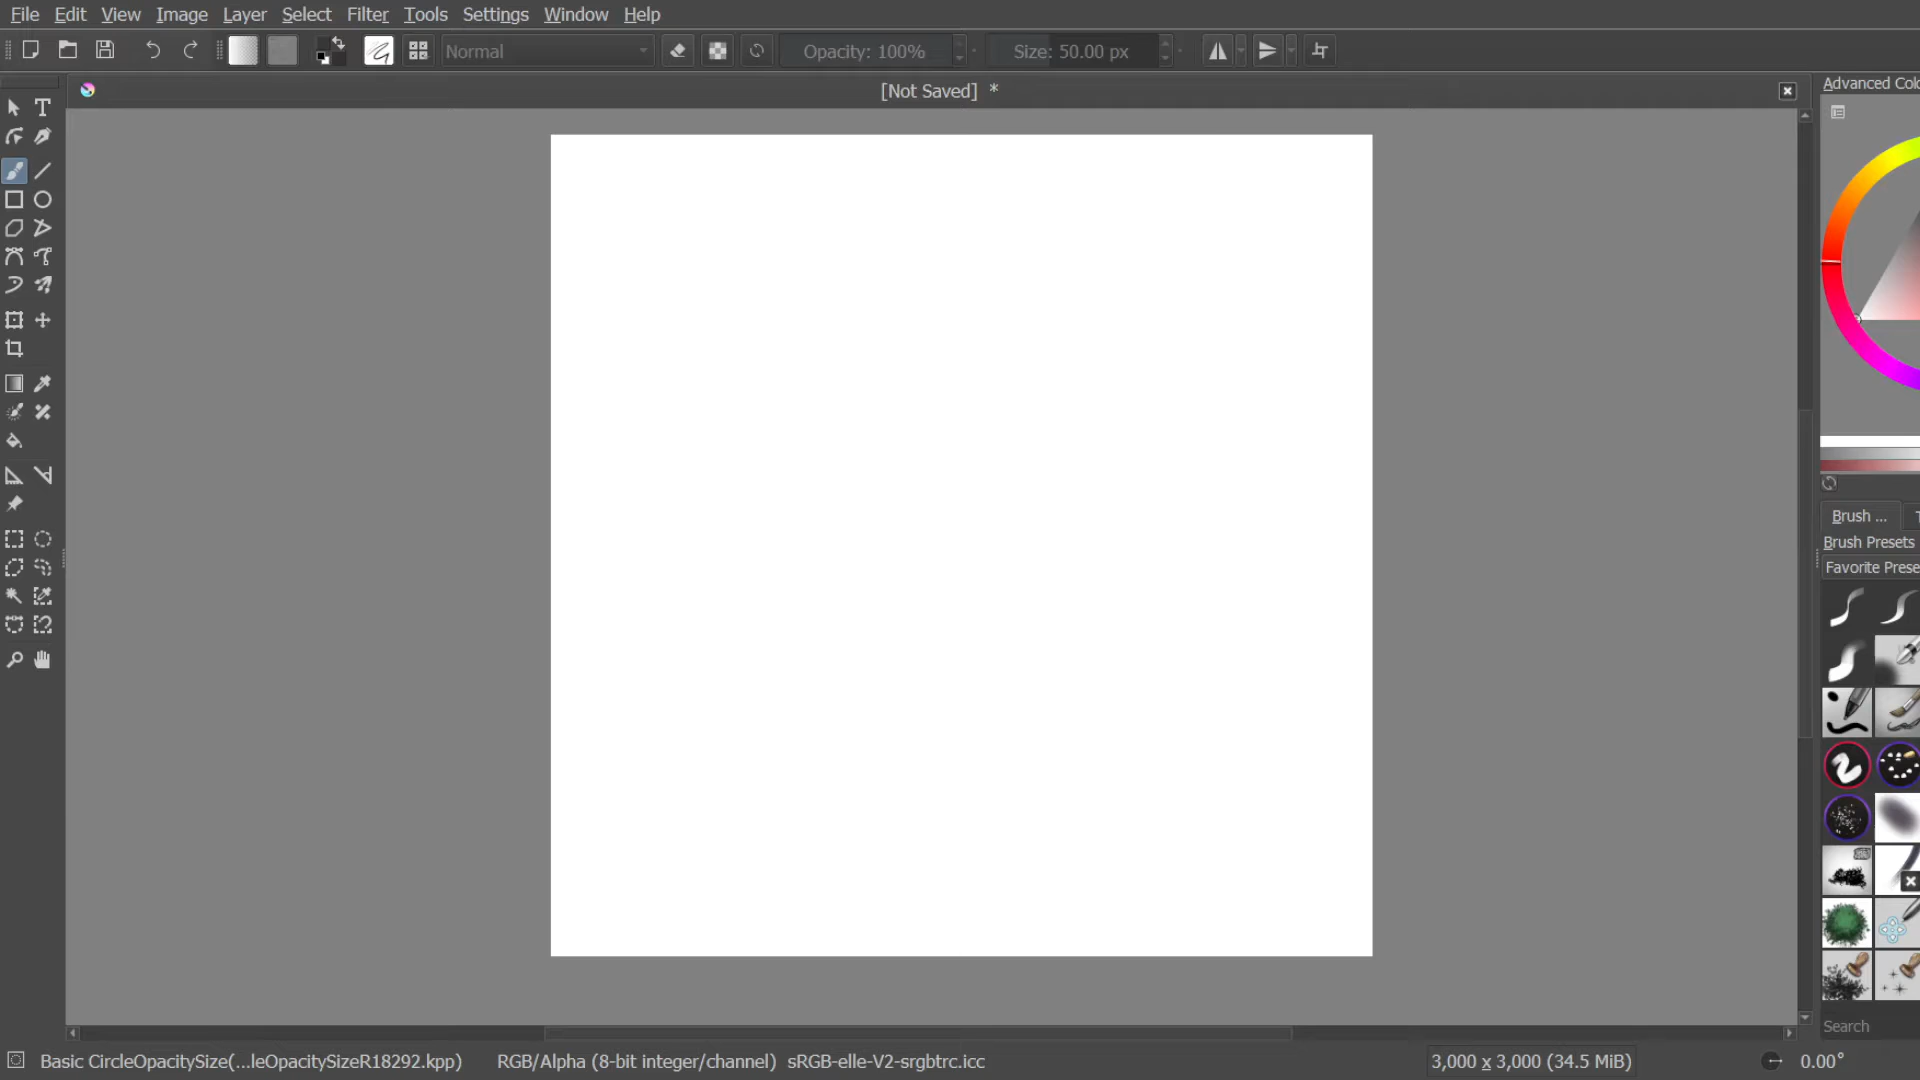 File Edit View Image Layer Select Filter Tools Settings Window Help
Normal Opacity: 100% Size: 50.00 px
[Not Saved] *
Advanced Colo
Brush ... T
Brush Presets
Favorite Prese
Search
Basic CircleOpacitySize(...leOpacitySizeR18292.kpp) RGB/Alpha (8-bit integer/channel) sRGB-elle-V2-srgbtrc.icc 3,000 x 3,000 (34.5 MiB) 0.00°